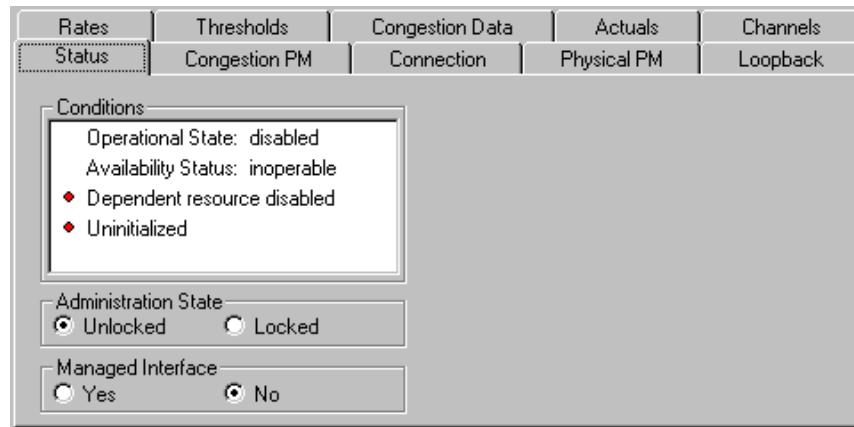 Rates Thresholds Congestion Data Actuals Channels
Status Congestion PM Connection Physical PM Loopback
Conditions
Operational State: disabled
Availability Status: inoperable
Dependent resource disabled
Uninitialized
Administration State
Unlocked Locked
Managed Interface
Yes No